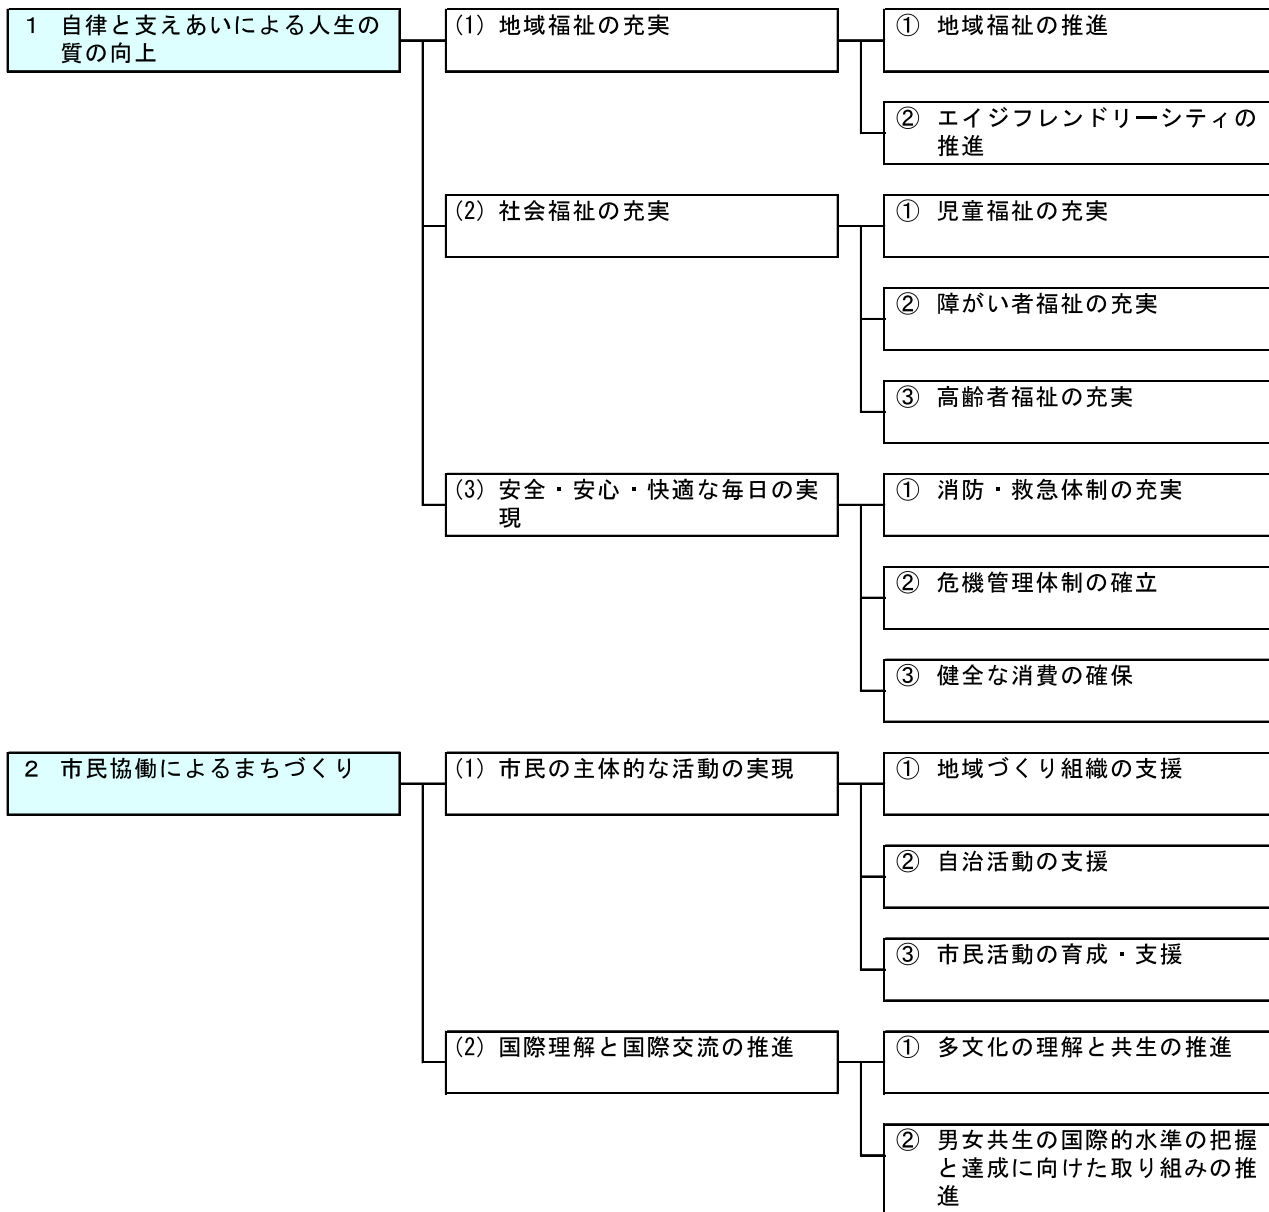 1 自律と支えあいによる人生の
質の向上
(1) 地域福祉の充実
① 地域福祉の推進
② エイジフレンドリーシティの
推進
(2) 社会福祉の充実
① 児童福祉の充実
② 障がい者福祉の充実
③ 高齢者福祉の充実
(3) 安全・安心・快適な毎日の実
現
① 消防・救急体制の充実
② 危機管理体制の確立
③ 健全な消費の確保
2 市民協働によるまちづくり
(1) 市民の主体的な活動の実現
① 地域づくり組織の支援
② 自治活動の支援
③ 市民活動の育成・支援
(2) 国際理解と国際交流の推進
① 多文化の理解と共生の推進
② 男女共生の国際的水準の把握
と達成に向けた取り組みの推
進